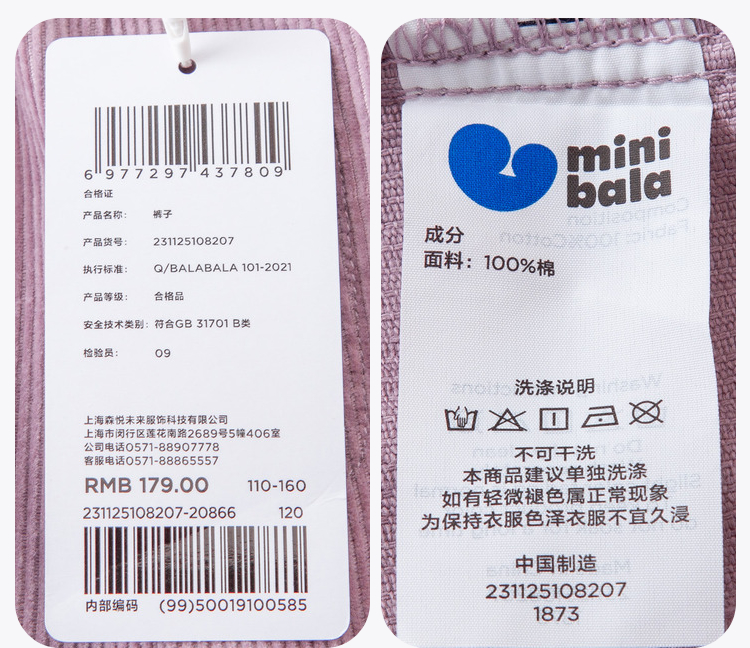 6 977297 437809
合格证
产品名称： 裤子
产品货号： 231125108207
执行标准： Q/BALABALA 101-2021
产品等级： 合格品
安全技术类别：符合GB 31701 B类
检验员： 09
上海森悦未来服饰科技有限公司
上海市闵行区莲花南路2689号5幢406室
公司电话0571-88907778
客服电话0571-88865557
RMB 179.00 110-160
231125108207-20866 120
内部编码 (99)50019100585
mini
bala
Composition
Fabric: 100%Cotton
成分
面料：100%棉
洗涤说明
不可干洗
本商品建议单独洗涤
如有轻微褪色属正常现象
为保持衣服色泽衣服不宜久浸
中国制造
231125108207
1873